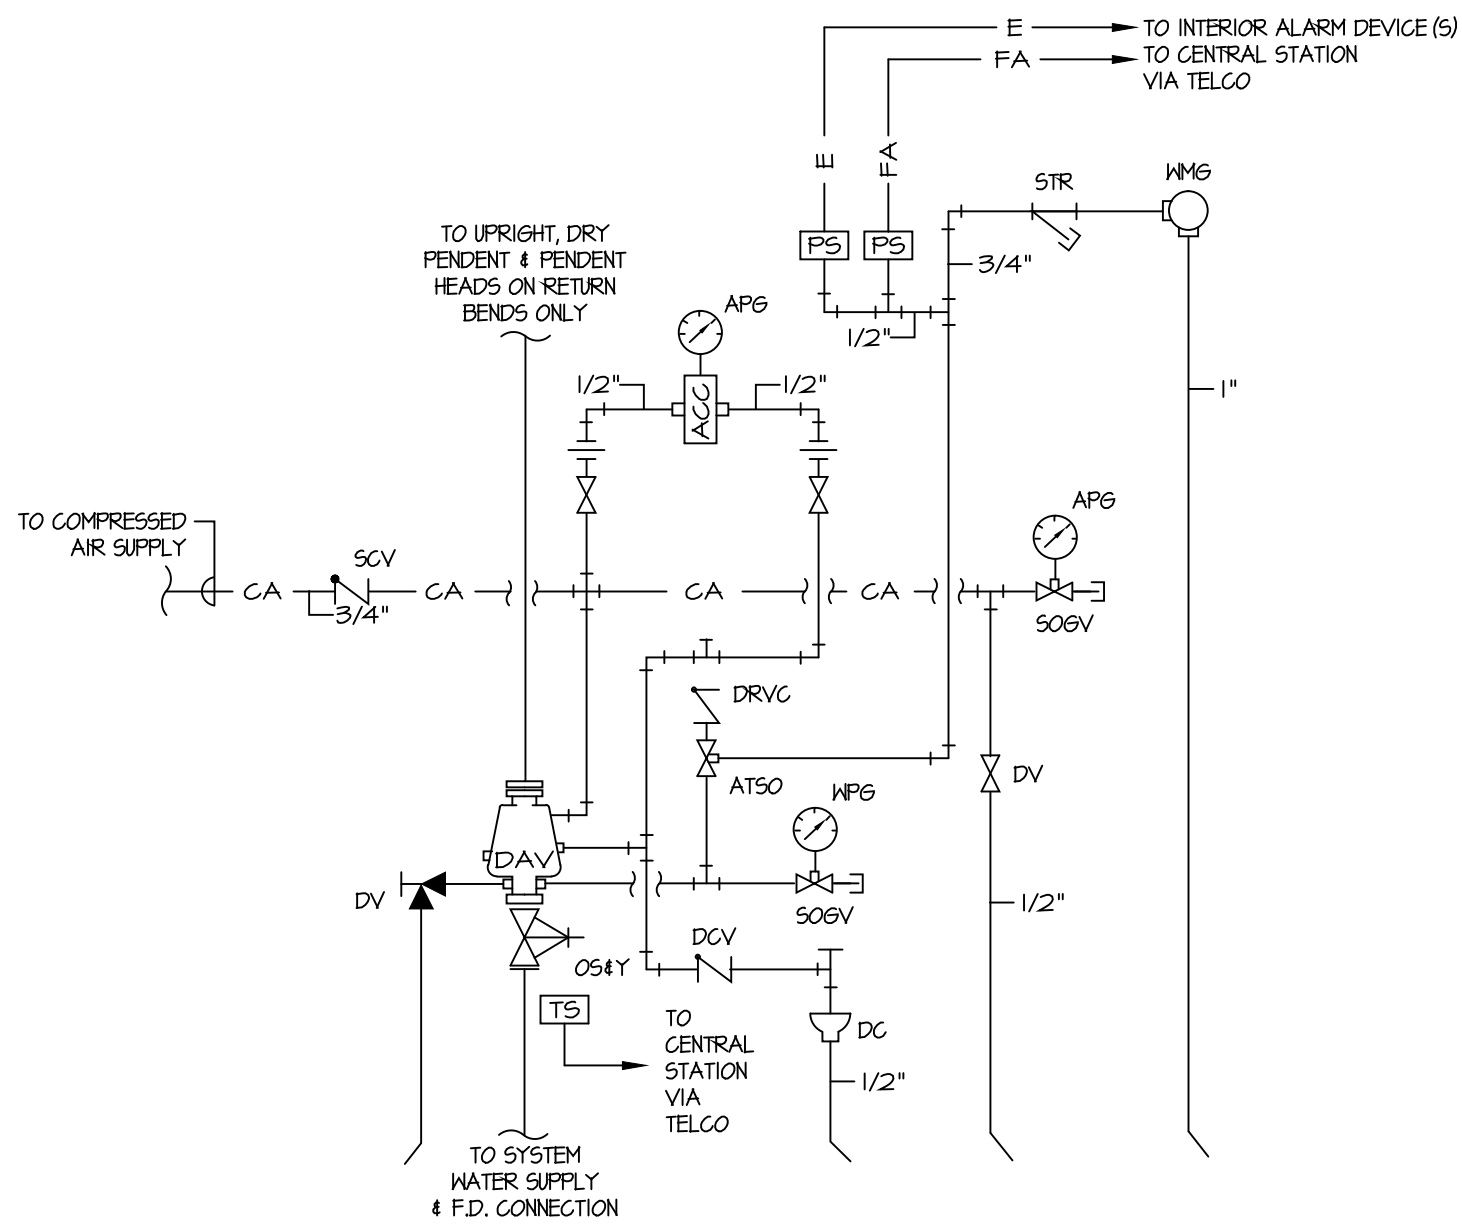 E
TO INTERIOR ALARM DEVICE(S)
FA
TO CENTRAL STATION
VIA TELCO
E
FA
STR
WMG
PS
PS
3/4"
1/2"
1"
TO UPRIGHT, DRY
PENDENT & PENDENT
HEADS ON RETURN
BENDS ONLY
APG
1/2"
1/2"
ACC
APG
TO COMPRESSED
AIR SUPPLY
SCV
CA
CA
CA
CA
3/4"
SOGV
DRVC
ATSO
WPG
DV
DAV
DV
SOGV
1/2"
DCV
OS&Y
TS
TO
CENTRAL
STATION
VIA
TELCO
DC
1/2"
TO SYSTEM
WATER SUPPLY
& F.D. CONNECTION